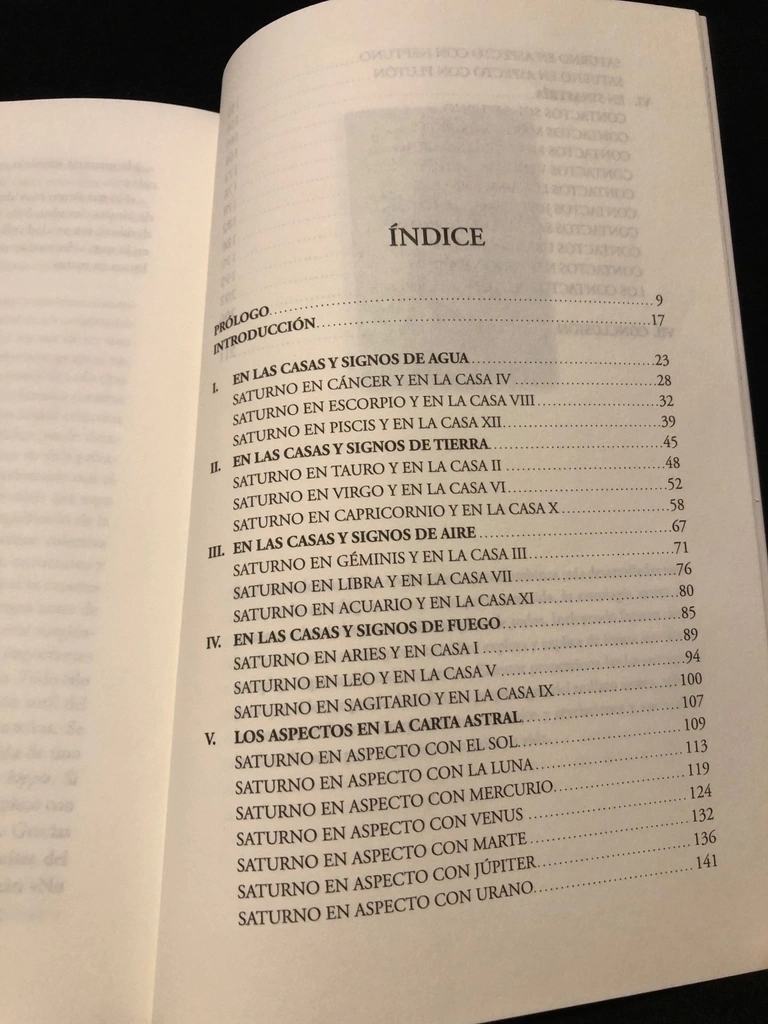 ÍNDICE
PRÓLOGO.......... 9
INTRODUCCIÓN.......... 17
I. EN LAS CASAS Y SIGNOS DE AGUA.......... 23
SATURNO EN CÁNCER Y EN LA CASA IV.......... 28
SATURNO EN ESCORPIO Y EN LA CASA VIII.......... 32
SATURNO EN PISCIS Y EN LA CASA XII.......... 39
II. EN LAS CASAS Y SIGNOS DE TIERRA.......... 45
SATURNO EN TAURO Y EN LA CASA II.......... 48
SATURNO EN VIRGO Y EN LA CASA VI.......... 52
SATURNO EN CAPRICORNIO Y EN LA CASA X.......... 58
III. EN LAS CASAS Y SIGNOS DE AIRE.......... 67
SATURNO EN GÉMINIS Y EN LA CASA III.......... 71
SATURNO EN LIBRA Y EN LA CASA VII.......... 76
SATURNO EN ACUARIO Y EN LA CASA XI.......... 80
IV. EN LAS CASAS Y SIGNOS DE FUEGO.......... 85
SATURNO EN ARIES Y EN CASA I.......... 89
SATURNO EN LEO Y EN LA CASA V.......... 94
SATURNO EN SAGITARIO Y EN LA CASA IX.......... 100
V. LOS ASPECTOS EN LA CARTA ASTRAL.......... 107
SATURNO EN ASPECTO CON EL SOL.......... 109
SATURNO EN ASPECTO CON LA LUNA.......... 113
SATURNO EN ASPECTO CON MERCURIO.......... 119
SATURNO EN ASPECTO CON VENUS.......... 124
SATURNO EN ASPECTO CON MARTE.......... 132
SATURNO EN ASPECTO CON JÚPITER.......... 136
SATURNO EN ASPECTO CON URANO.......... 141